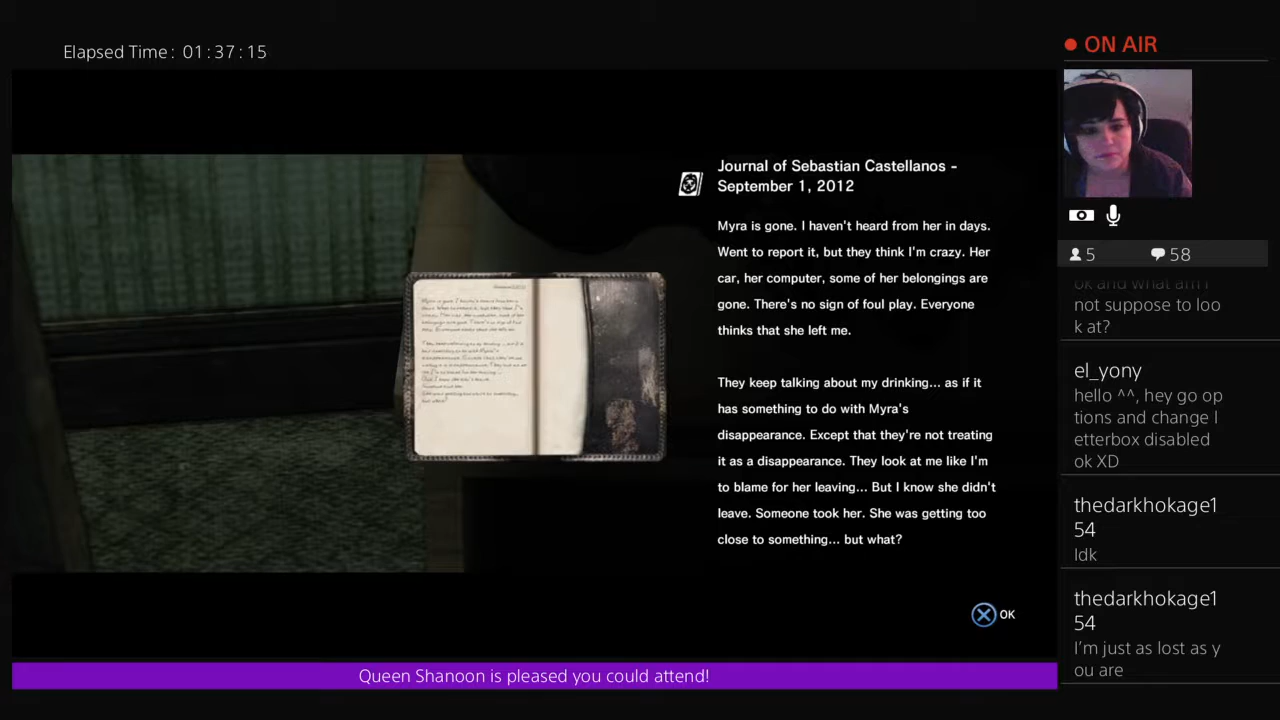 Elapsed Time: 01:37:15
ON AIR
Journal of Sebastian Castellanos -
September 1, 2012
Myra is gone. I haven't heard from her in days.
Went to report it, but they think I'm crazy. Her
car, her computer, some of her belongings are
gone. There's no sign of foul play. Everyone
thinks that she left me.
They keep talking about my drinking... as if it
has something to do with Myra's
disappearance. Except that they're not treating
it as a disappearance. They look at me like I'm
to blame for her leaving... But I know she didn't
leave. Someone took her. She was getting too
close to something... but what?
OK
Queen Shanoon is pleased you could attend!
5
58
ok and what am I
not suppose to loo
k at?
el_yony
hello ^^, hey go op
tions and change l
etterbox disabled
ok XD
thedarkhokage1
54
Idk
thedarkhokage1
54
I'm just as lost as y
ou are